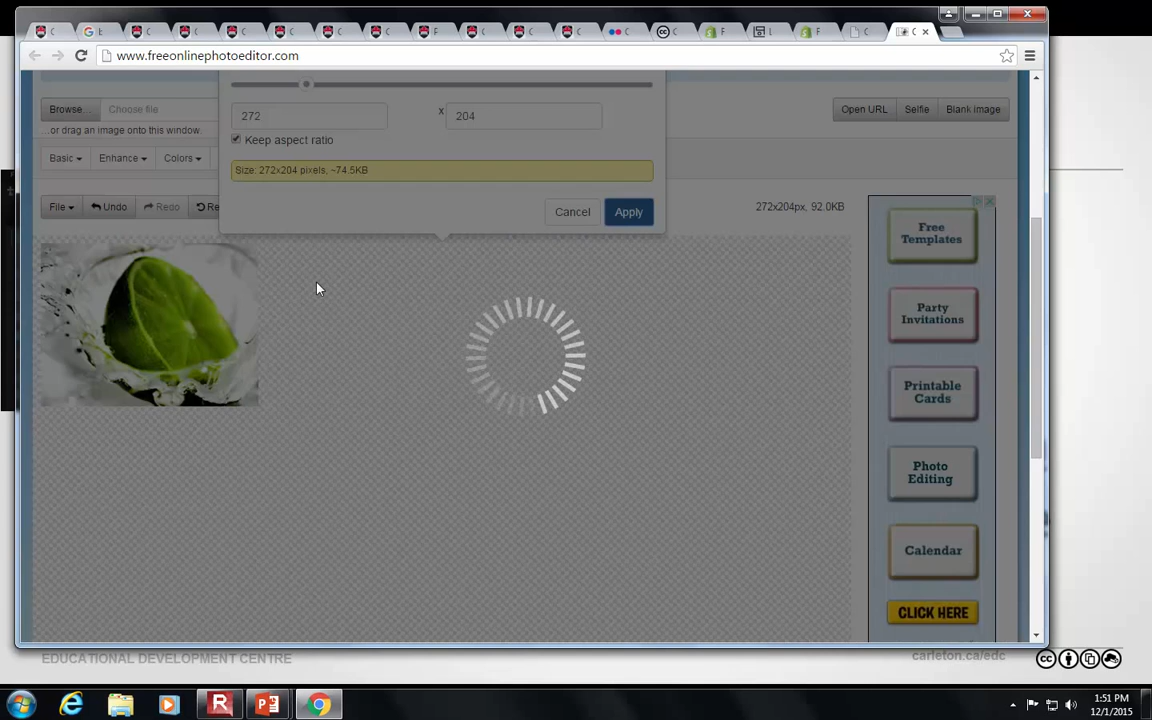 C
F
C
F
L
F
C
C
www.freeonlinephotoeditor.com
272 x 204
Browse... Choose file
Open URL Selfie Blank image
...or drag an image onto this window.
Keep aspect ratio
Basic Enhance Colors
Size: 272x204 pixels, ~74.5KB
File Undo Redo Re
Cancel Apply
272x204px, 92.0KB
Free
Templates
Party
Invitations
Printable
Cards
Photo
Editing
Calendar
CLICK HERE
EDUCATIONAL DEVELOPMENT CENTRE
carleton.ca/edc
1:51 PM
12/1/2015